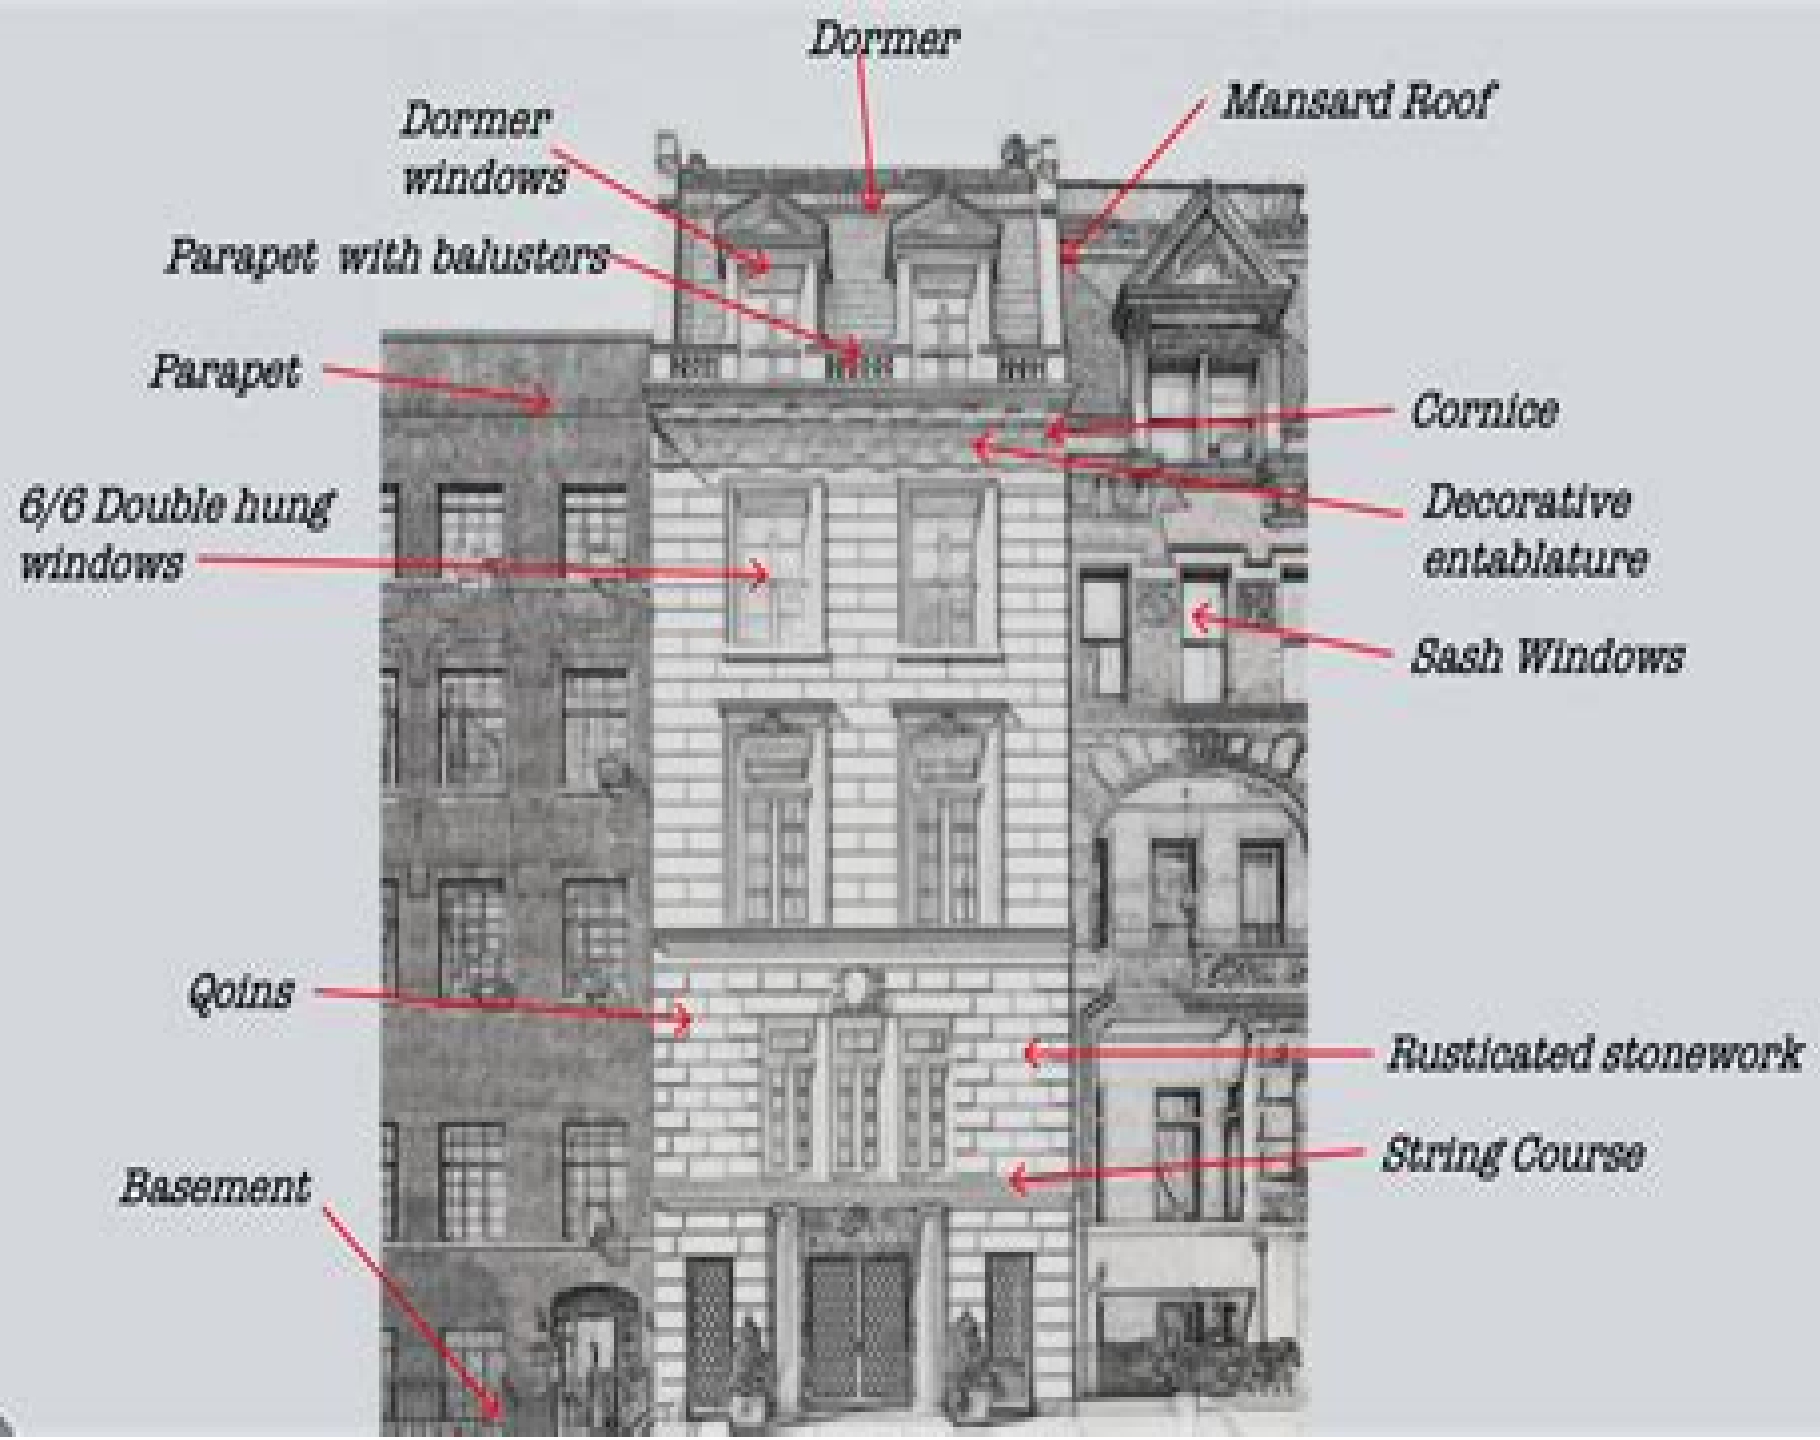 Dormer
Mansard Roof
Dormer
windows
Parapet with balusters
Parapet
Cornice
6/6 Double hung
windows
Decorative
entablature
Sash Windows
Qoins
Rusticated stonework
String Course
Basement